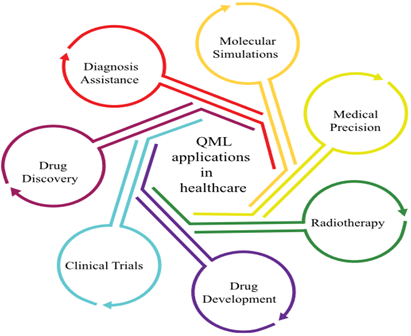 Molecular
Simulations
Diagnosis
Assistance
Medical
Precision
QML
applications
in
healthcare
Drug
Discovery
Radiotherapy
Clinical Trials
Drug
Development